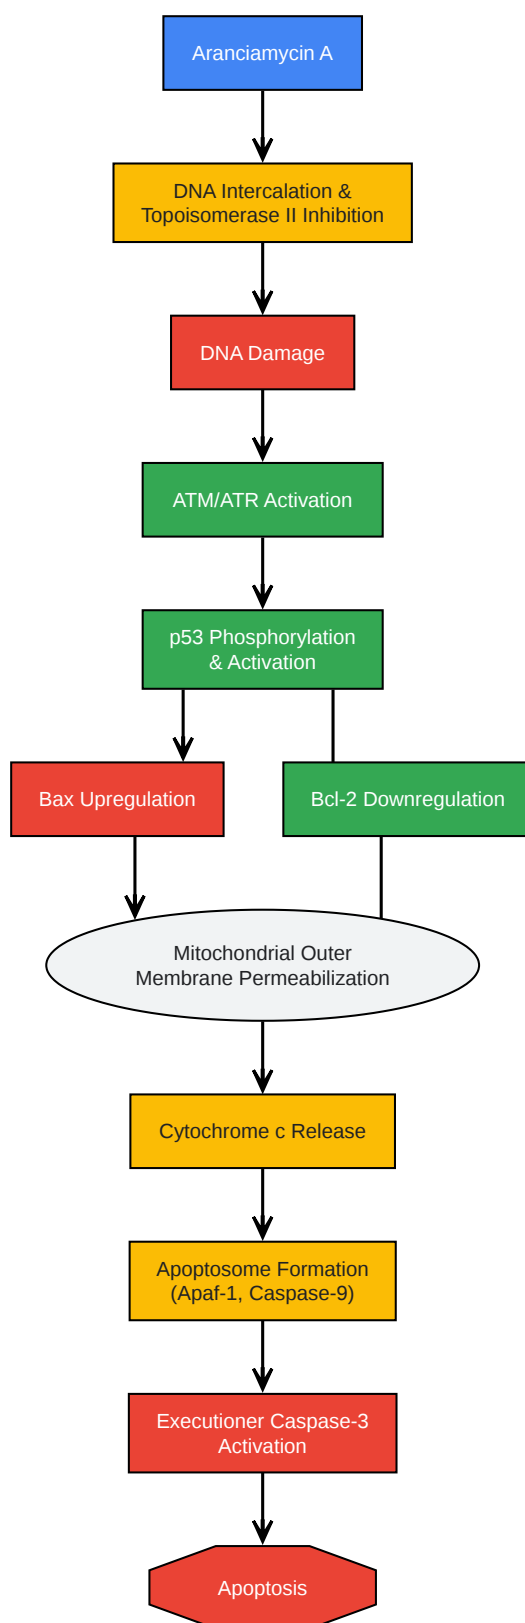 Aranciamycin A
DNA Intercalation &
Topoisomerase II Inhibition
DNA Damage
ATM/ATR Activation
p53 Phosphorylation
& Activation
Bax Upregulation
Bcl-2 Downregulation
Mitochondrial Outer
Membrane Permeabilization
Cytochrome c Release
Apoptosome Formation
(Apaf-1, Caspase-9)
Executioner Caspase-3
Activation
Apoptosis